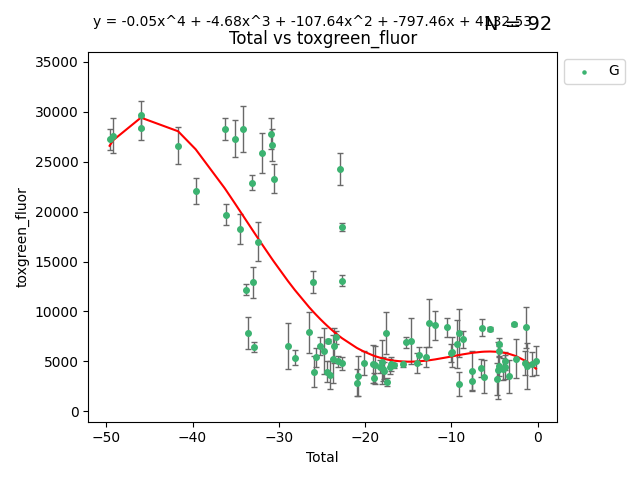 y = -0.05x^4 + -4.68x^3 + -107.64x^2 + -797.46x + 4132.53
N = 92
Total vs toxgreen_fluor
G
35000
30000
25000
20000
15000
10000
5000
0
toxgreen_fluor
−50 −40 −30 −20 −10 0
Total